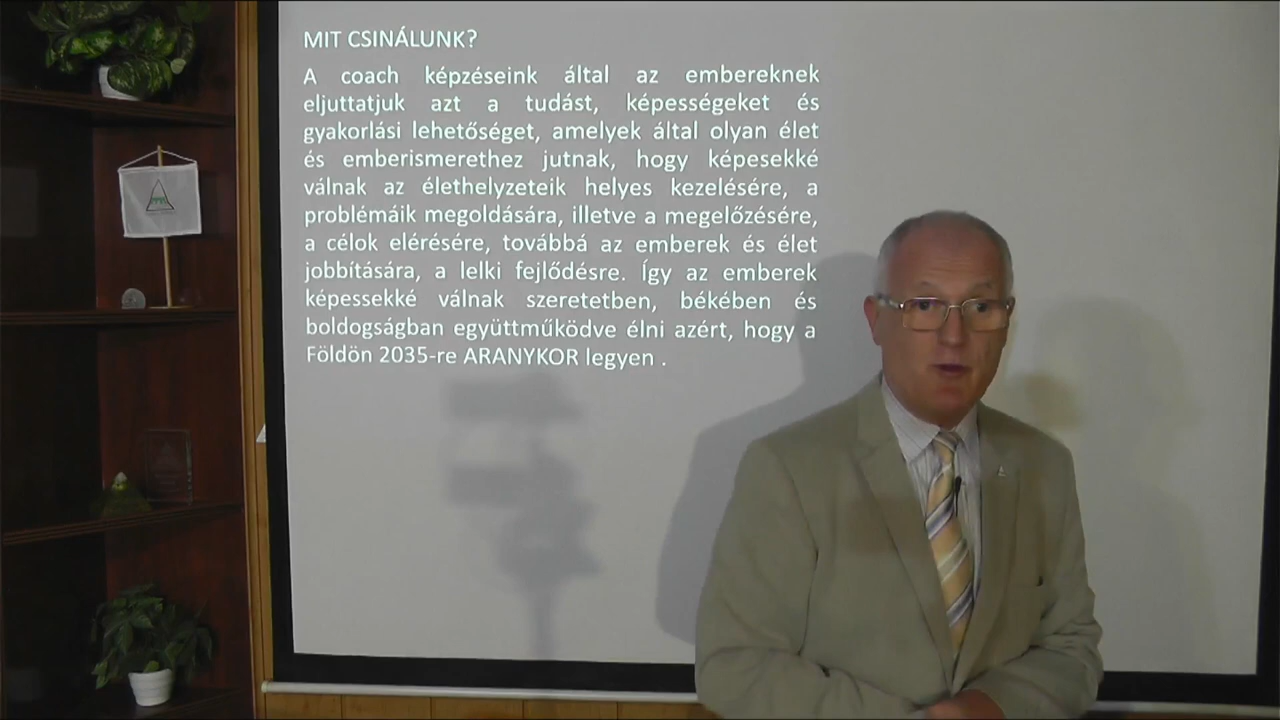 MIT CSINÁLUNK?
A coach képzéseink által az embereknek
eljuttatjuk azt a tudást, képességeket és
gyakorlási lehetőséget, amelyek által olyan élet
és emberismerethez jutnak, hogy képesekké
válnak az élethelyzeteik helyes kezelésére, a
problémáik megoldására, illetve a megelőzésére,
a célok elérésére, továbbá az emberek és élet
jobbítására, a lelki fejlődésre. Így az emberek
képessekké válnak szeretetben, békében és
boldogságban együttműködve élni azért, hogy a
Földön 2035-re ARANYKOR legyen .